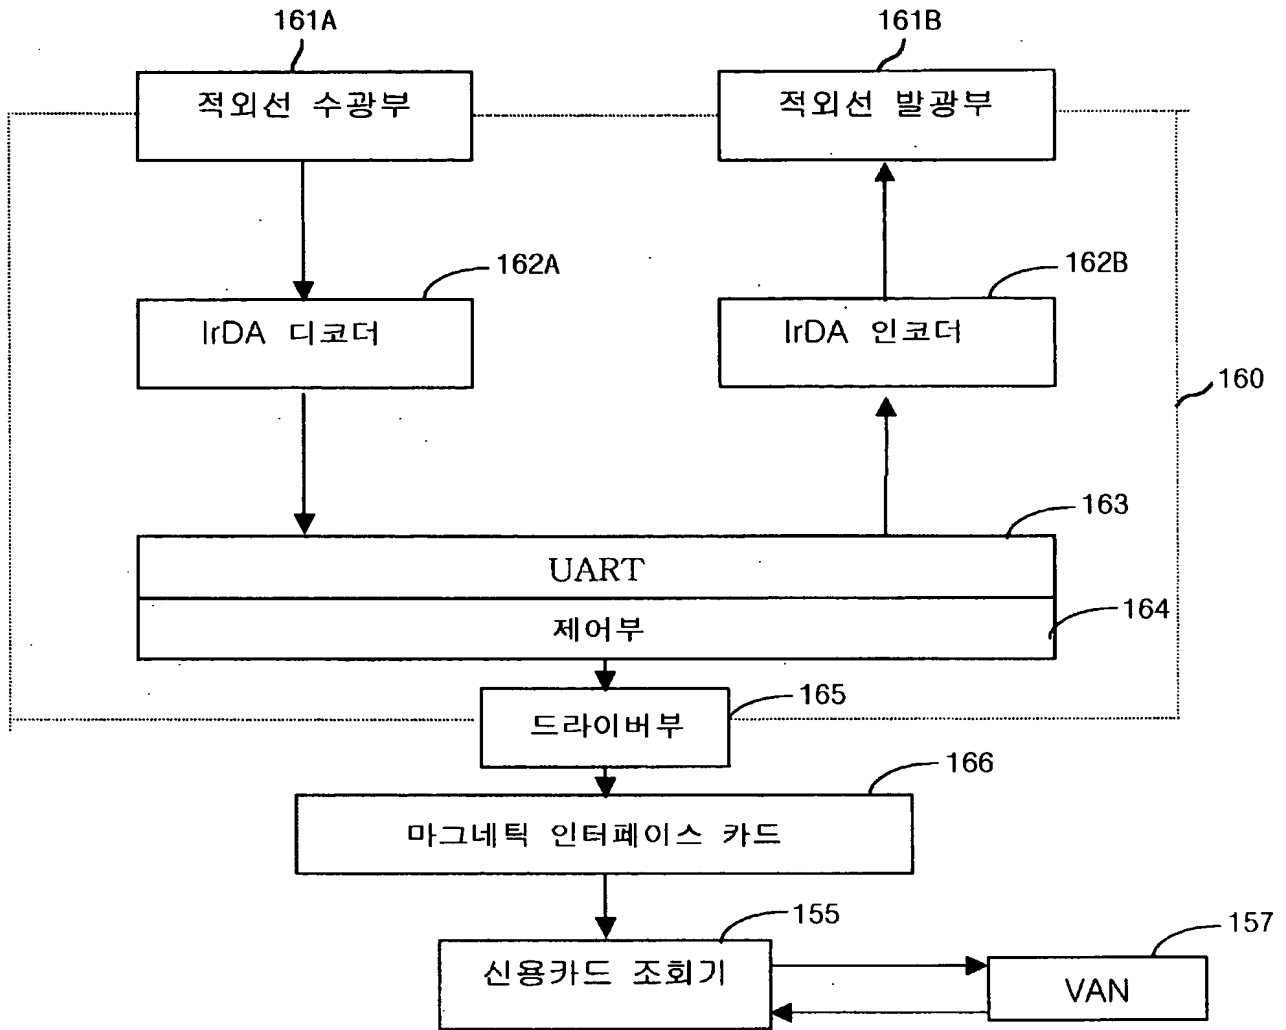 161A
161B
적외선 수광부
적외선 발광부
162A
162B
IrDA 디코더
IrDA 인코더
160
163
UART
164
제어부
165
드라이버부
166
마그네틱 인터페이스 카드
155
157
신용카드 조회기
VAN